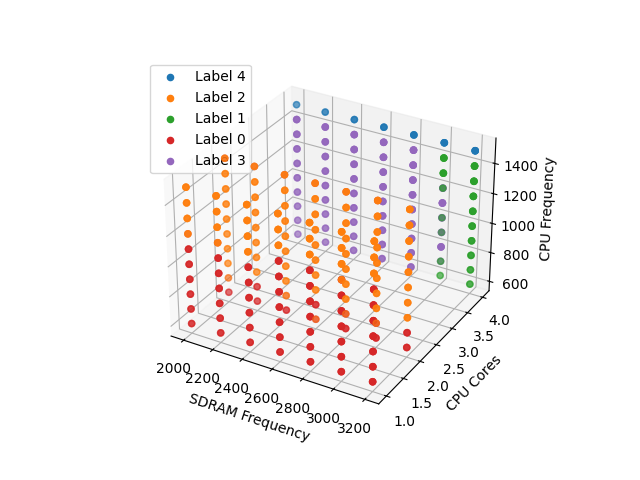 Label 4
Label 2
Label 1
Label 0
Label 3
2000
2200
2400
2600
2800
3000
3200
SDRAM Frequency
1.0
1.5
2.0
2.5
3.0
3.5
4.0
CPU Cores
600
800
1000
1200
1400
CPU Frequency